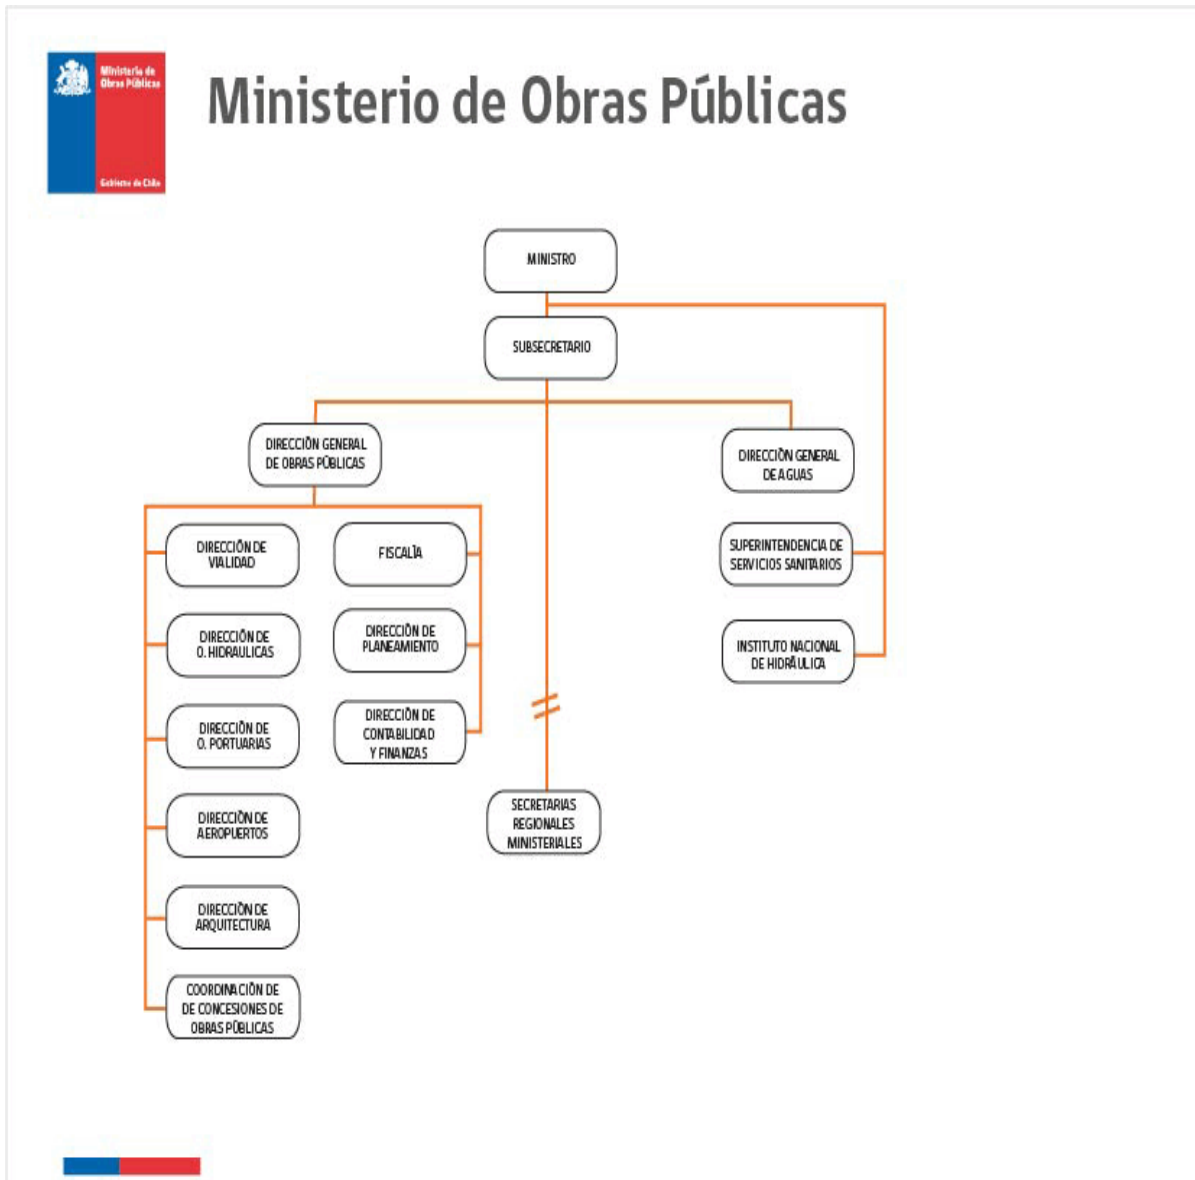 Ministerio de
Obras Públicas
Gobierno de Chile
Ministerio de Obras Públicas
MINISTRO
SUBSECRETARIO
DIRECCIÓN GENERAL
DE OBRAS PÚBLICAS
DIRECCIÓN GENERAL
DE AGUAS
DIRECCIÓN DE
VIALIDAD
FISCALÍA
SUPERINTENDENCIA DE
SERVICIOS SANITARIOS
DIRECCIÓN DE
O. HIDRAULICAS
DIRECCIÓN DE
PLANEAMIENTO
INSTITUTO NACIONAL
DE HIDRÁULICA
DIRECCIÓN DE
O. PORTUARIAS
DIRECCIÓN DE
CONTABILIDAD
Y FINANZAS
DIRECCIÓN DE
AEROPUERTOS
SECRETARIAS
REGIONALES
MINISTERIALES
DIRECCIÓN DE
ARQUITECTURA
COORDINACIÓN DE
DE CONCESIONES DE
OBRAS PÚBLICAS